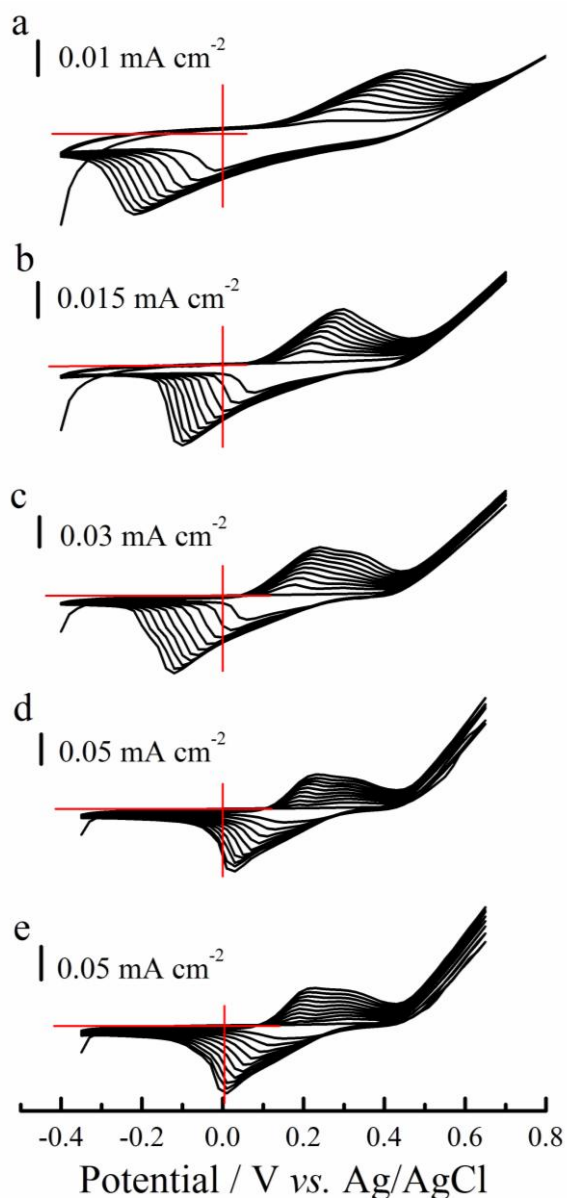 a
0.01 mA cm⁻²
b
0.015 mA cm⁻²
c
0.03 mA cm⁻²
d
0.05 mA cm⁻²
e
0.05 mA cm⁻²
-0.4 -0.2 0.0 0.2 0.4 0.6 0.8
Potential / V vs. Ag/AgCl